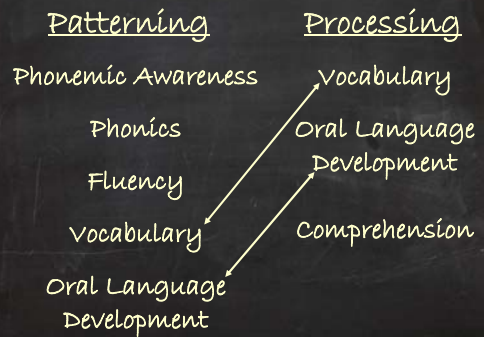 Patterning
Phonemic Awareness
Phonics
Fluency
Vocabulary
Oral Language
Development
Processing
Vocabulary
Oral Language
Development
Comprehension